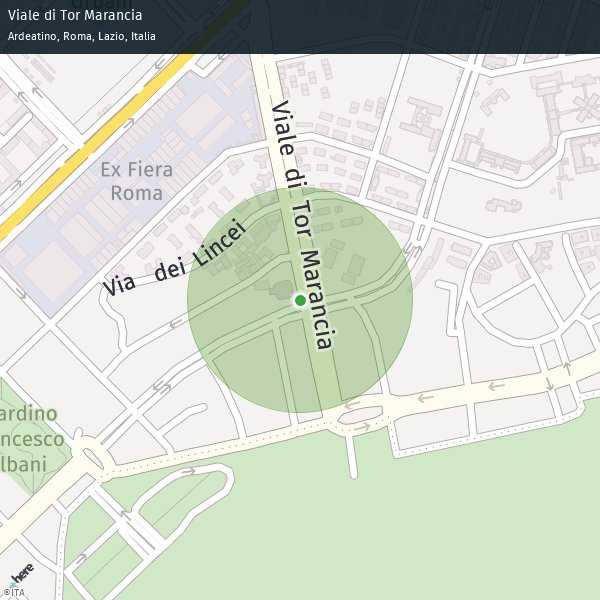 Viale di Tor Marancia
Ardeatino, Roma, Lazio, Italia
Viale di Tor Marancia
Ex Fiera
Roma
Via dei Lincei
ardino
ncesco
lbani
here
©ITA